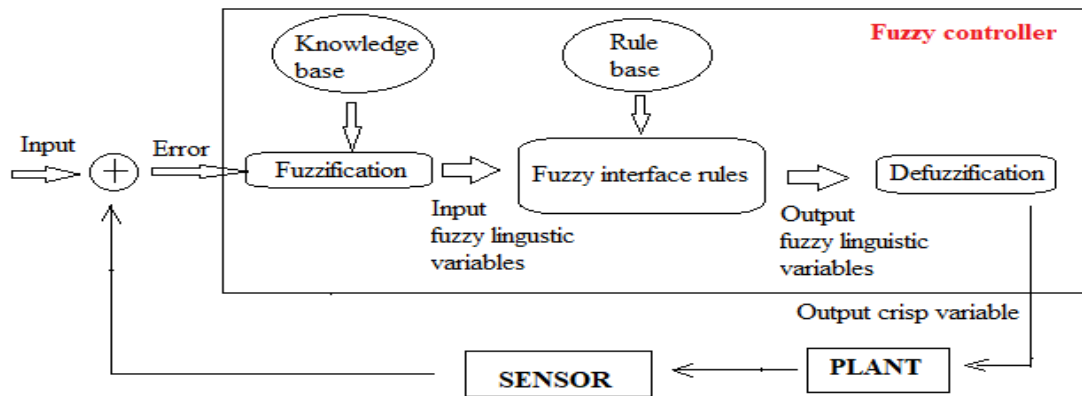 Fuzzy controller
Knowledge
base
Rule
base
Input
+
Error
Fuzzification
Fuzzy interface rules
Defuzzification
Input
fuzzy lingustic
variables
Output
fuzzy linguistic
variables
Output crisp variable
SENSOR
PLANT